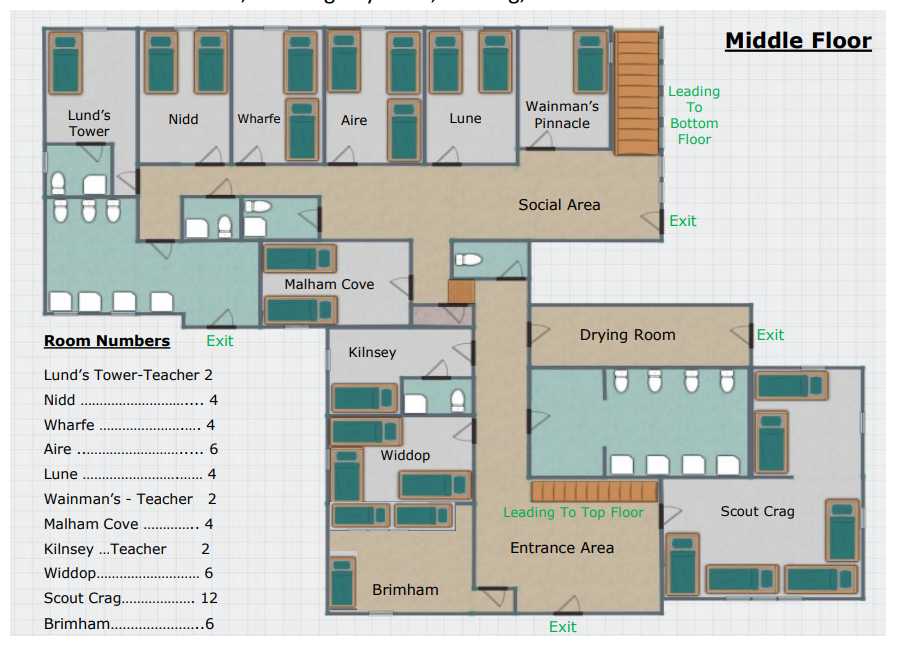 Middle Floor
Leading
To
Bottom
Floor
Lund's
Tower
Nidd
Wharfe
Aire
Lune
Wainman's
Pinnacle
Social Area
Exit
Malham Cove
Room Numbers
Exit
Drying Room
Exit
Kilnsey
Lund's Tower-Teacher 2
Nidd ............................... 4
Wharfe ........................... 4
Aire ................................ 6
Lune .............................. 4
Wainman's - Teacher 2
Malham Cove .............. 4
Kilnsey ...Teacher 2
Widdop............................ 6
Scout Crag.................... 12
Brimham.........................6
Widdop
Leading To Top Floor
Scout Crag
Entrance Area
Brimham
Exit